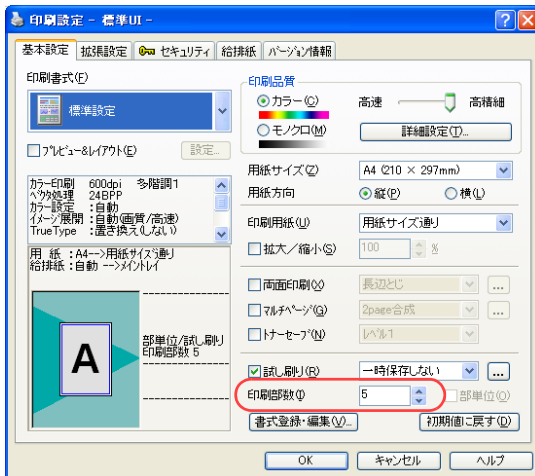 印刷設定 - 標準UI -
基本設定 拡張設定 セキュリティ 給排紙 バージョン情報
印刷書式(F)
標準設定
プレビュー&レイアウト(E) 設定...
カラー印刷 600dpi 多階調1
ベクタ処理 24BPP
カラー設定 :自動
イメージ展開 :自動(画質/高速)
TrueType :置き換え(しない)
用 紙 :A4-->用紙サイズ通り
給排紙 :自動 -->メイントレイ
A
部単位/試し刷り
印刷部数 5
印刷品質
カラー(C) 高速 高精細
モノクロ(M) 詳細設定(T)...
用紙サイズ(Z) A4 (210 × 297mm)
用紙方向 縦(P) 横(L)
印刷用紙(U) 用紙サイズ通り
拡大/縮小(S) 100 %
両面印刷(X) 長辺とじ ...
マルチページ(G) 2page合成 ...
トナーセーブ(N) レベル1
試し刷り(R) 一時保存しない ...
印刷部数(I) 5 部単位(O)
書式登録・編集(V)... 初期値に戻す(D)
OK キャンセル ヘルプ